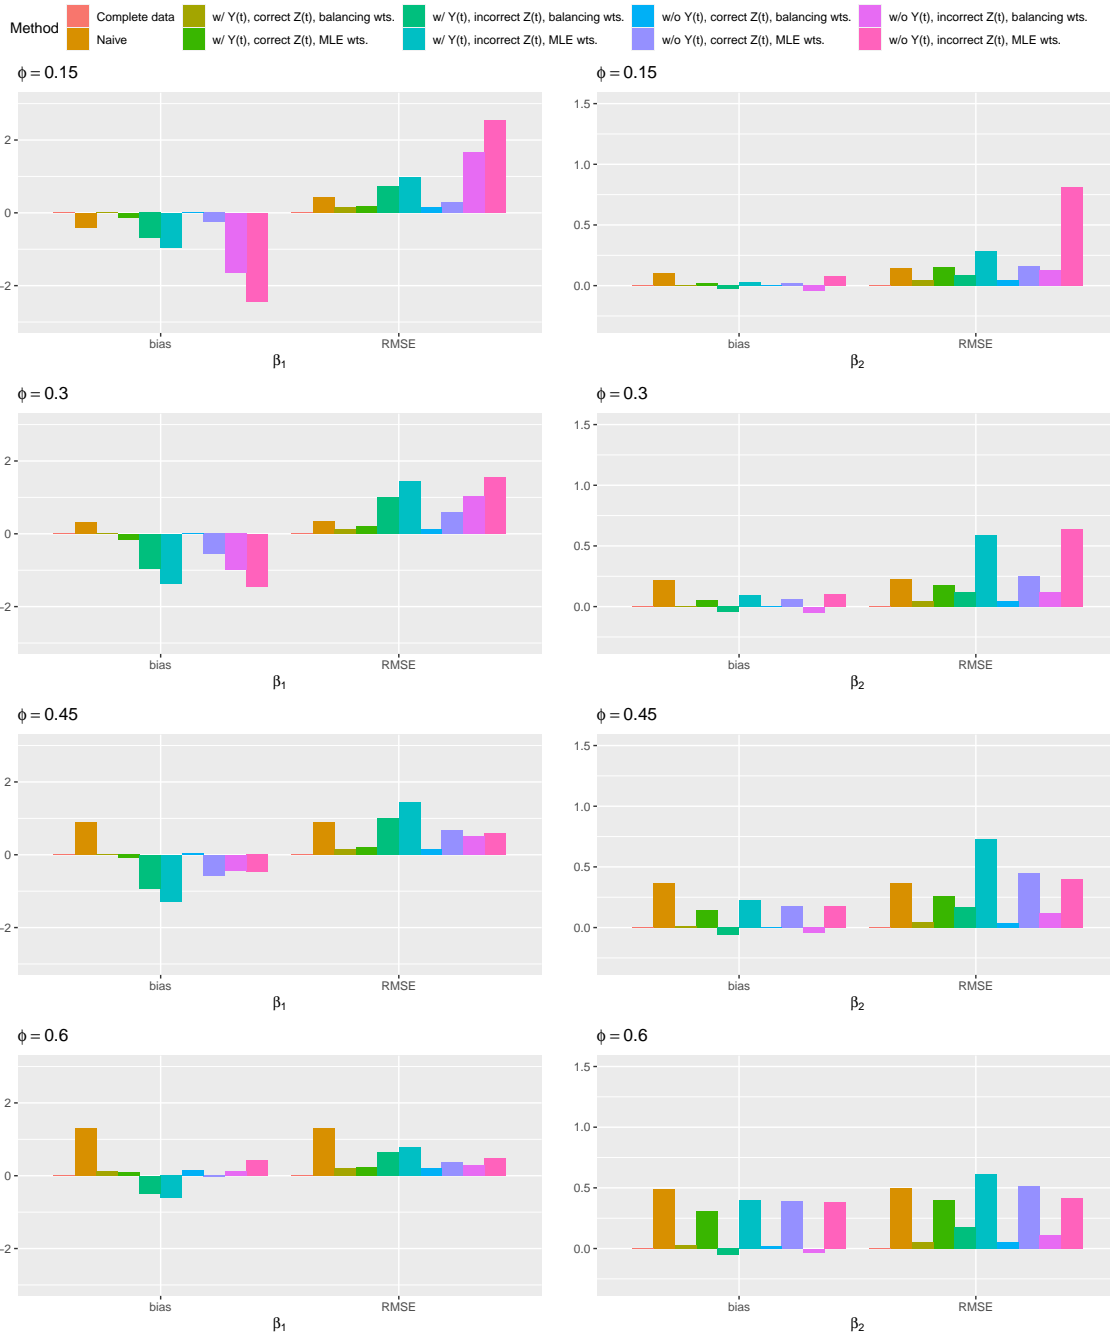 Method
Complete data
w/ Y(t), correct Z(t), balancing wts.
w/ Y(t), incorrect Z(t), balancing wts.
w/o Y(t), correct Z(t), balancing wts.
w/o Y(t), incorrect Z(t), balancing wts.
Naive
w/ Y(t), correct Z(t), MLE wts.
w/ Y(t), incorrect Z(t), MLE wts.
w/o Y(t), correct Z(t), MLE wts.
w/o Y(t), incorrect Z(t), MLE wts.
ϕ = 0.15
2
0
−2
bias RMSE
β₁
ϕ = 0.15
1.5
1.0
0.5
0.0
bias RMSE
β₂
ϕ = 0.3
2
0
−2
bias RMSE
β₁
ϕ = 0.3
1.5
1.0
0.5
0.0
bias RMSE
β₂
ϕ = 0.45
2
0
−2
bias RMSE
β₁
ϕ = 0.45
1.5
1.0
0.5
0.0
bias RMSE
β₂
ϕ = 0.6
2
0
−2
bias RMSE
β₁
ϕ = 0.6
1.5
1.0
0.5
0.0
bias RMSE
β₂